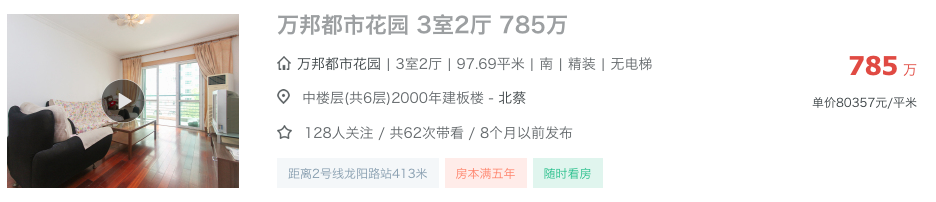 万邦都市花园 3室2厅 785万
万邦都市花园 | 3室2厅 | 97.69平米 | 南 | 精装 | 无电梯
785 万
中楼层(共6层)2000年建板楼 - 北蔡
单价80357元/平米
128人关注 / 共62次带看 / 8个月以前发布
距离2号线龙阳路站413米 房本满五年 随时看房